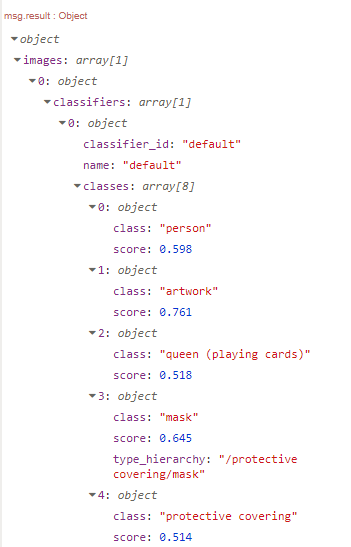 msg.result : Object
object
images: array[1]
0: object
classifiers: array[1]
0: object
classifier_id: "default"
name: "default"
classes: array[8]
0: object
class: "person"
score: 0.598
1: object
class: "artwork"
score: 0.761
2: object
class: "queen (playing cards)"
score: 0.518
3: object
class: "mask"
score: 0.645
type_hierarchy: "/protective
covering/mask"
4: object
class: "protective covering"
score: 0.514